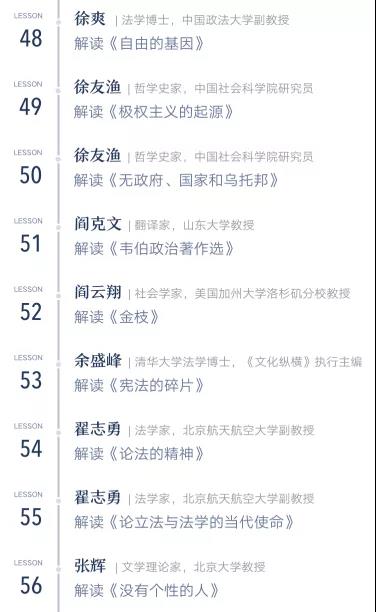 LESSON
48
徐爽 | 法学博士，中国政法大学副教授
解读《自由的基因》
LESSON
49
徐友渔 | 哲学史家，中国社会科学院研究员
解读《极权主义的起源》
LESSON
50
徐友渔 | 哲学史家，中国社会科学院研究员
解读《无政府、国家和乌托邦》
LESSON
51
阎克文 | 翻译家，山东大学教授
解读《韦伯政治著作选》
LESSON
52
阎云翔 | 社会学家，美国加州大学洛杉矶分校教授
解读《金枝》
LESSON
53
余盛峰 | 清华大学法学博士，《文化纵横》执行主编
解读《宪法的碎片》
LESSON
54
翟志勇 | 法学家，北京航天航空大学副教授
解读《论法的精神》
LESSON
55
翟志勇 | 法学家，北京航天航空大学副教授
解读《论立法与法学的当代使命》
LESSON
56
张辉 | 文学理论家，北京大学教授
解读《没有个性的人》